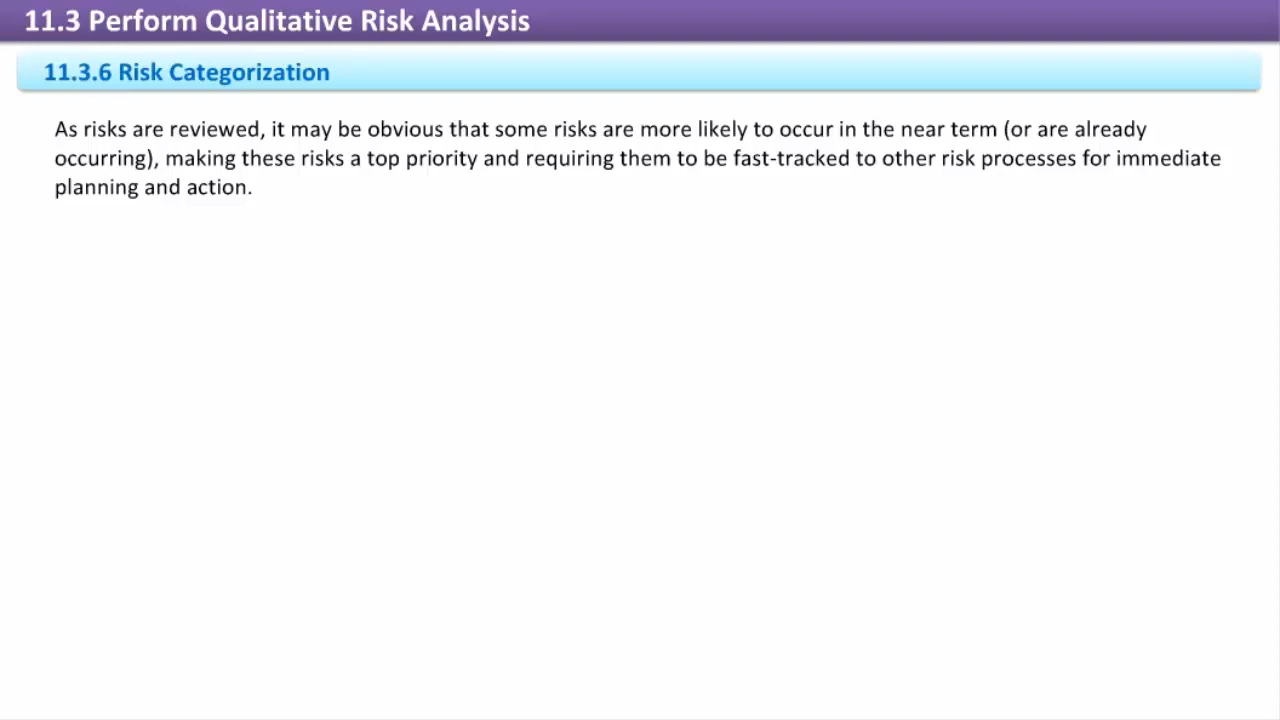 11.3 Perform Qualitative Risk Analysis
11.3.6 Risk Categorization
As risks are reviewed, it may be obvious that some risks are more likely to occur in the near term (or are already
occurring), making these risks a top priority and requiring them to be fast-tracked to other risk processes for immediate
planning and action.